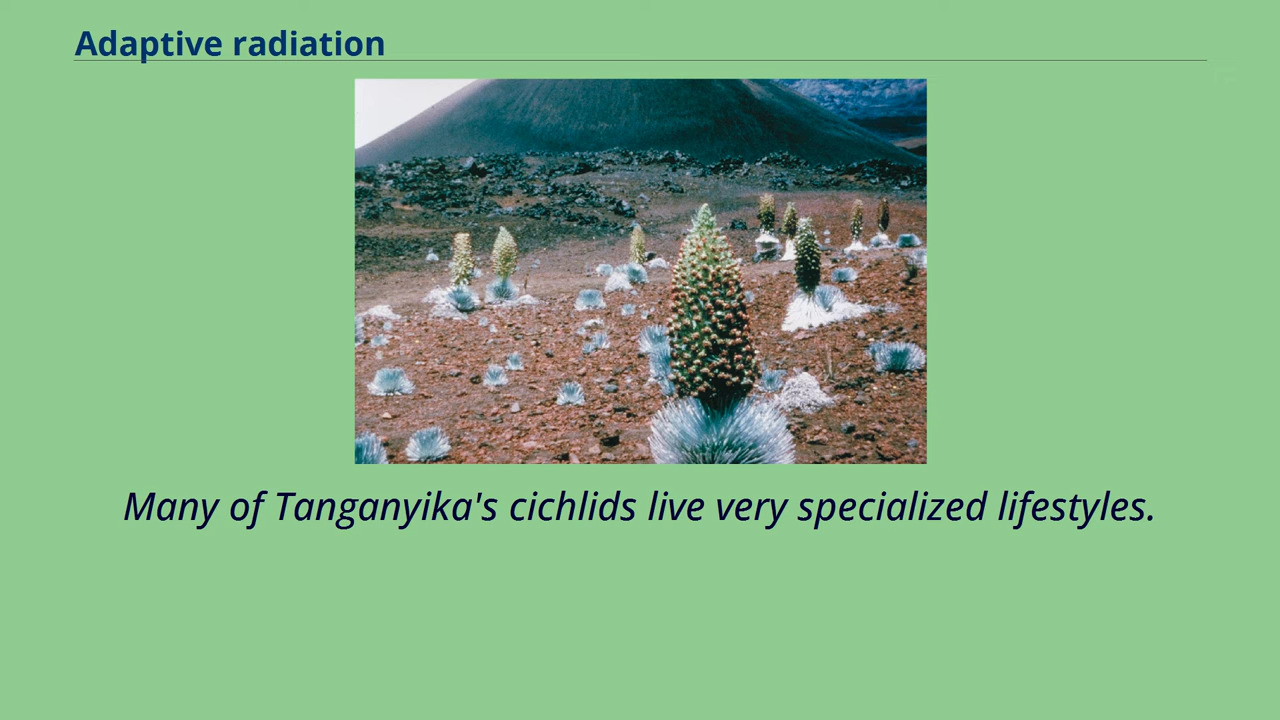 Adaptive radiation
Many of Tanganyika's cichlids live very specialized lifestyles.